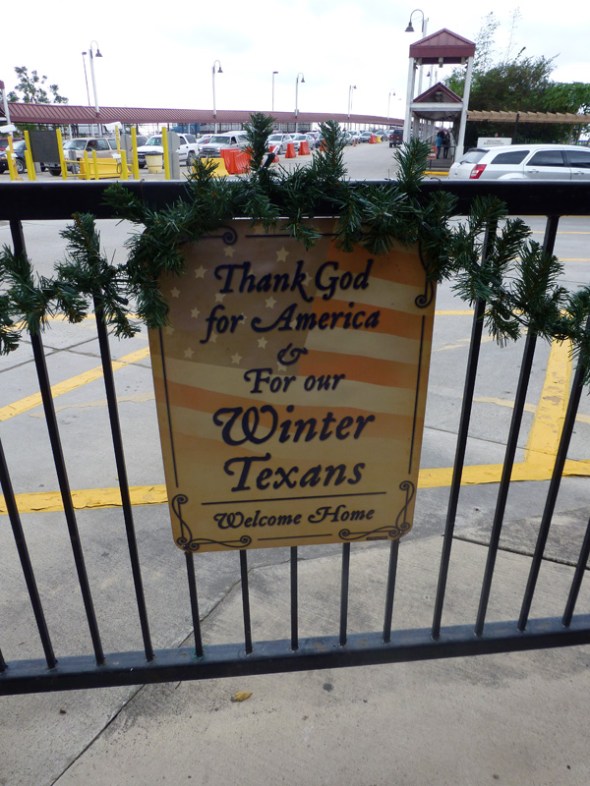 Thank God
for America
&
For our
Winter
Texans
Welcome Home